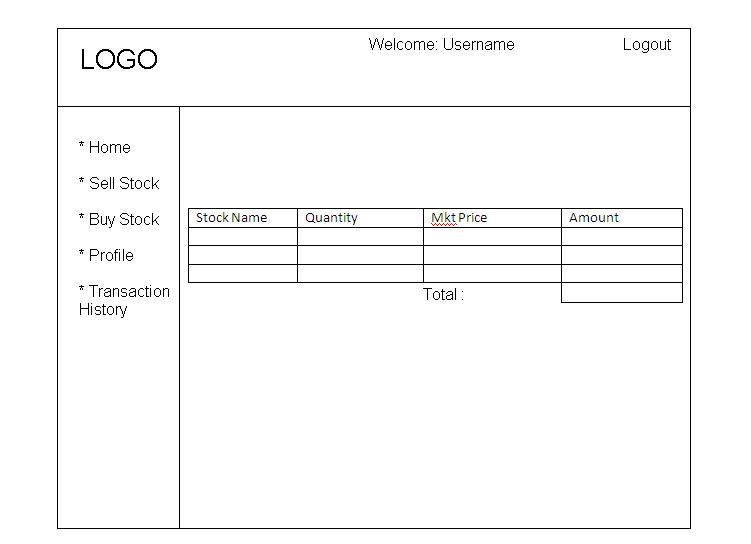 LOGO
Welcome: Username
Logout
* Home
* Sell Stock
* Buy Stock
* Profile
* Transaction
History
Stock Name Quantity Mkt Price Amount
Total :